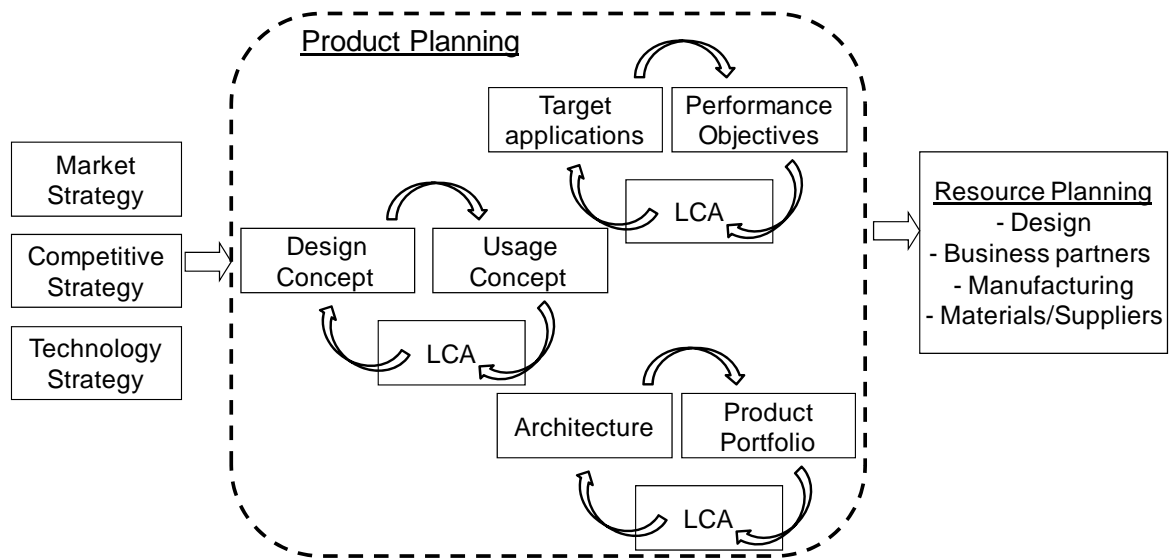 Product Planning
Market
Strategy
Competitive
Strategy
Technology
Strategy
Design
Concept
Usage
Concept
LCA
Target
applications
Performance
Objectives
LCA
Architecture
Product
Portfolio
LCA
Resource Planning
- Design
- Business partners
- Manufacturing
- Materials/Suppliers